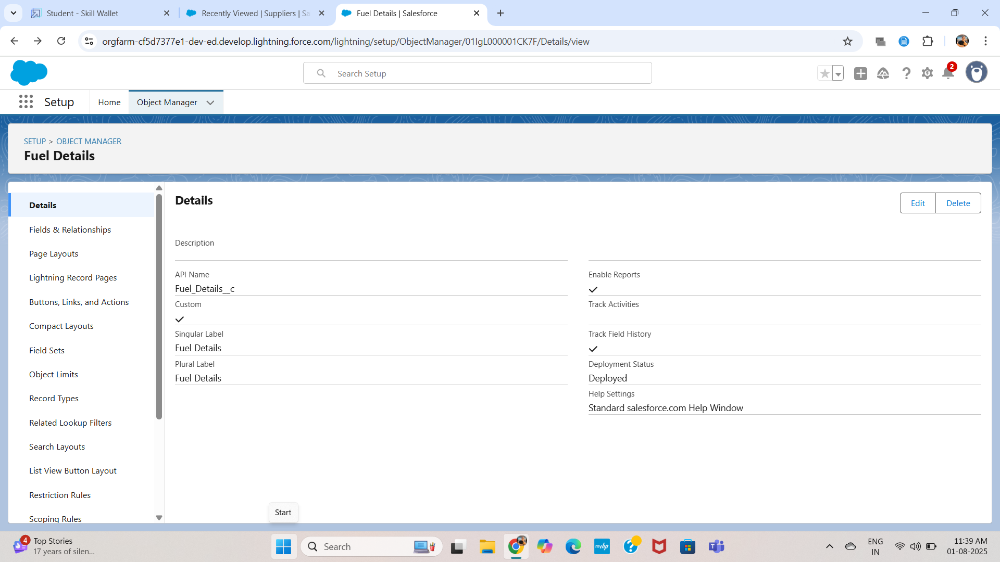 Student - Skill Wallet
Recently Viewed | Suppliers | Sa
Fuel Details | Salesforce
orgfarm-cf5d7377e1-dev-ed.develop.lightning.force.com/lightning/setup/ObjectManager/01IgL000001CK7F/Details/view
Search Setup
2
Setup
Home
Object Manager
SETUP > OBJECT MANAGER
Fuel Details
Details
Fields & Relationships
Page Layouts
Lightning Record Pages
Buttons, Links, and Actions
Compact Layouts
Field Sets
Object Limits
Record Types
Related Lookup Filters
Search Layouts
List View Button Layout
Restriction Rules
Scoping Rules
Details
Edit
Delete
Description
API Name
Fuel_Details__c
Custom
Singular Label
Fuel Details
Plural Label
Fuel Details
Enable Reports
Track Activities
Track Field History
Deployment Status
Deployed
Help Settings
Standard salesforce.com Help Window
Start
4
Top Stories
17 years of silen...
Search
myhp
ENG
IN
11:39 AM
01-08-2025